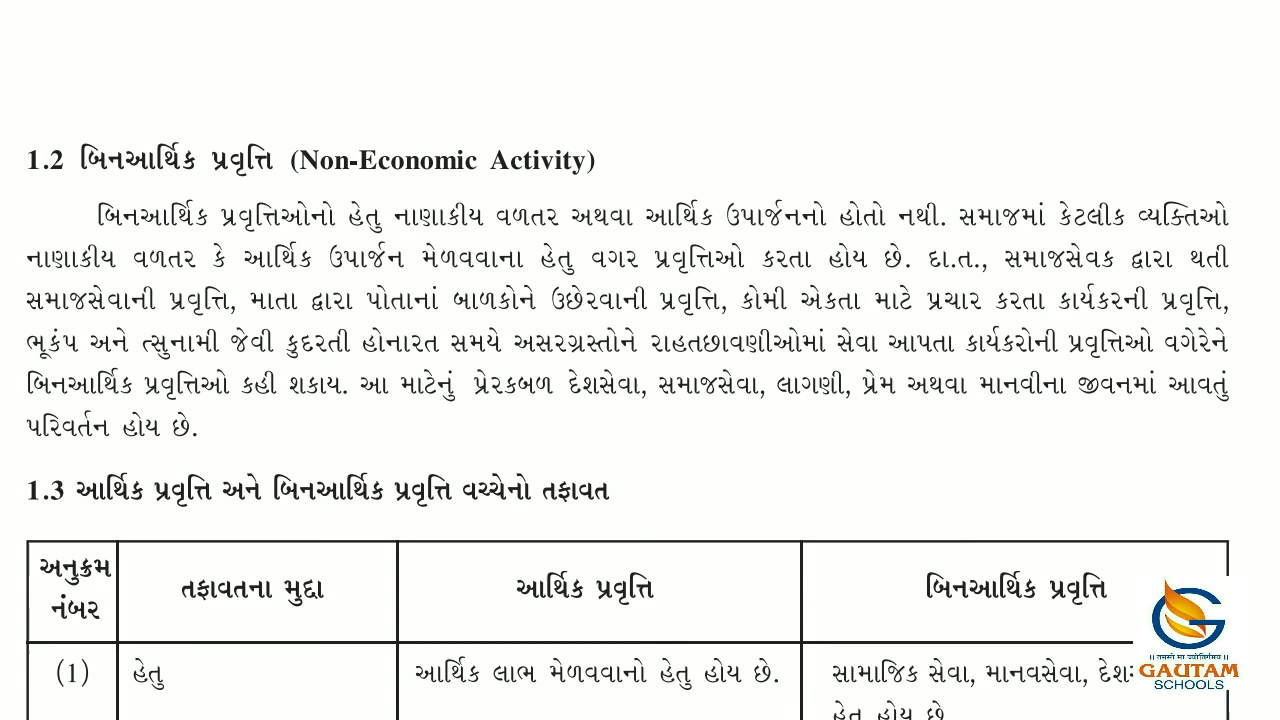 1.2 બિનઆર્થિક પ્રવૃત્તિ (Non-Economic Activity)
બિનઆર્થિક પ્રવૃત્તિઓનો હેતુ નાણાકીય વળતર અથવા આર્થિક ઉપાર્જનનો હોતો નથી. સમાજમાં કેટલીક વ્યક્તિઓ
નાણાકીય વળતર કે આર્થિક ઉપાર્જન મેળવવાના હેતુ વગર પ્રવૃત્તિઓ કરતા હોય છે. દા.ત., સમાજસેવક દ્વારા થતી
સમાજસેવાની પ્રવૃત્તિ, માતા દ્વારા પોતાનાં બાળકોને ઉછેરવાની પ્રવૃત્તિ, કોમી એકતા માટે પ્રચાર કરતા કાર્યકરની પ્રવૃત્તિ,
ભૂકંપ અને ત્સુનામી જેવી કુદરતી હોનારત સમયે અસરગ્રસ્તોને રાહતછાવણીઓમાં સેવા આપતા કાર્યકરોની પ્રવૃત્તિઓ વગેરેને
બિનઆર્થિક પ્રવૃત્તિઓ કહી શકાય. આ માટેનું પ્રેરકબળ દેશસેવા, સમાજસેવા, લાગણી, પ્રેમ અથવા માનવીના જીવનમાં આવતું
પરિવર્તન હોય છે.
1.3 આર્થિક પ્રવૃત્તિ અને બિનઆર્થિક પ્રવૃત્તિ વચ્ચેનો તફાવત
અનુક્રમ
નંબર
તફાવતના મુદ્દા
આર્થિક પ્રવૃત્તિ
બિનઆર્થિક પ્રવૃત્તિ
(1)
હેતુ
આર્થિક લાભ મેળવવાનો હેતુ હોય છે.
સામાજિક સેવા, માનવસેવા,
હેતુ હોય છે
|| तमसो मा ज्योतिर्गमय ||
GAUTAM
SCHOOLS